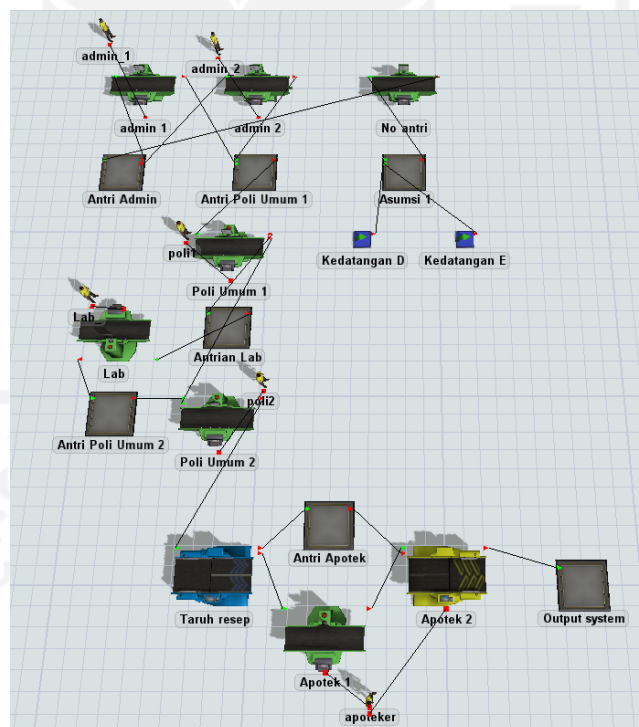 admin_1
admin_2
admin 1
admin 2
No antri
Antri Admin
Antri Poli Umum 1
Asumsi 1
poli1
Kedatangan D
Kedatangan E
Poli Umum 1
Lab
Antrian Lab
Lab
poli2
Antri Poli Umum 2
Poli Umum 2
Antri Apotek
Taruh resep
Apotek 2
Output system
Apotek 1
apoteker